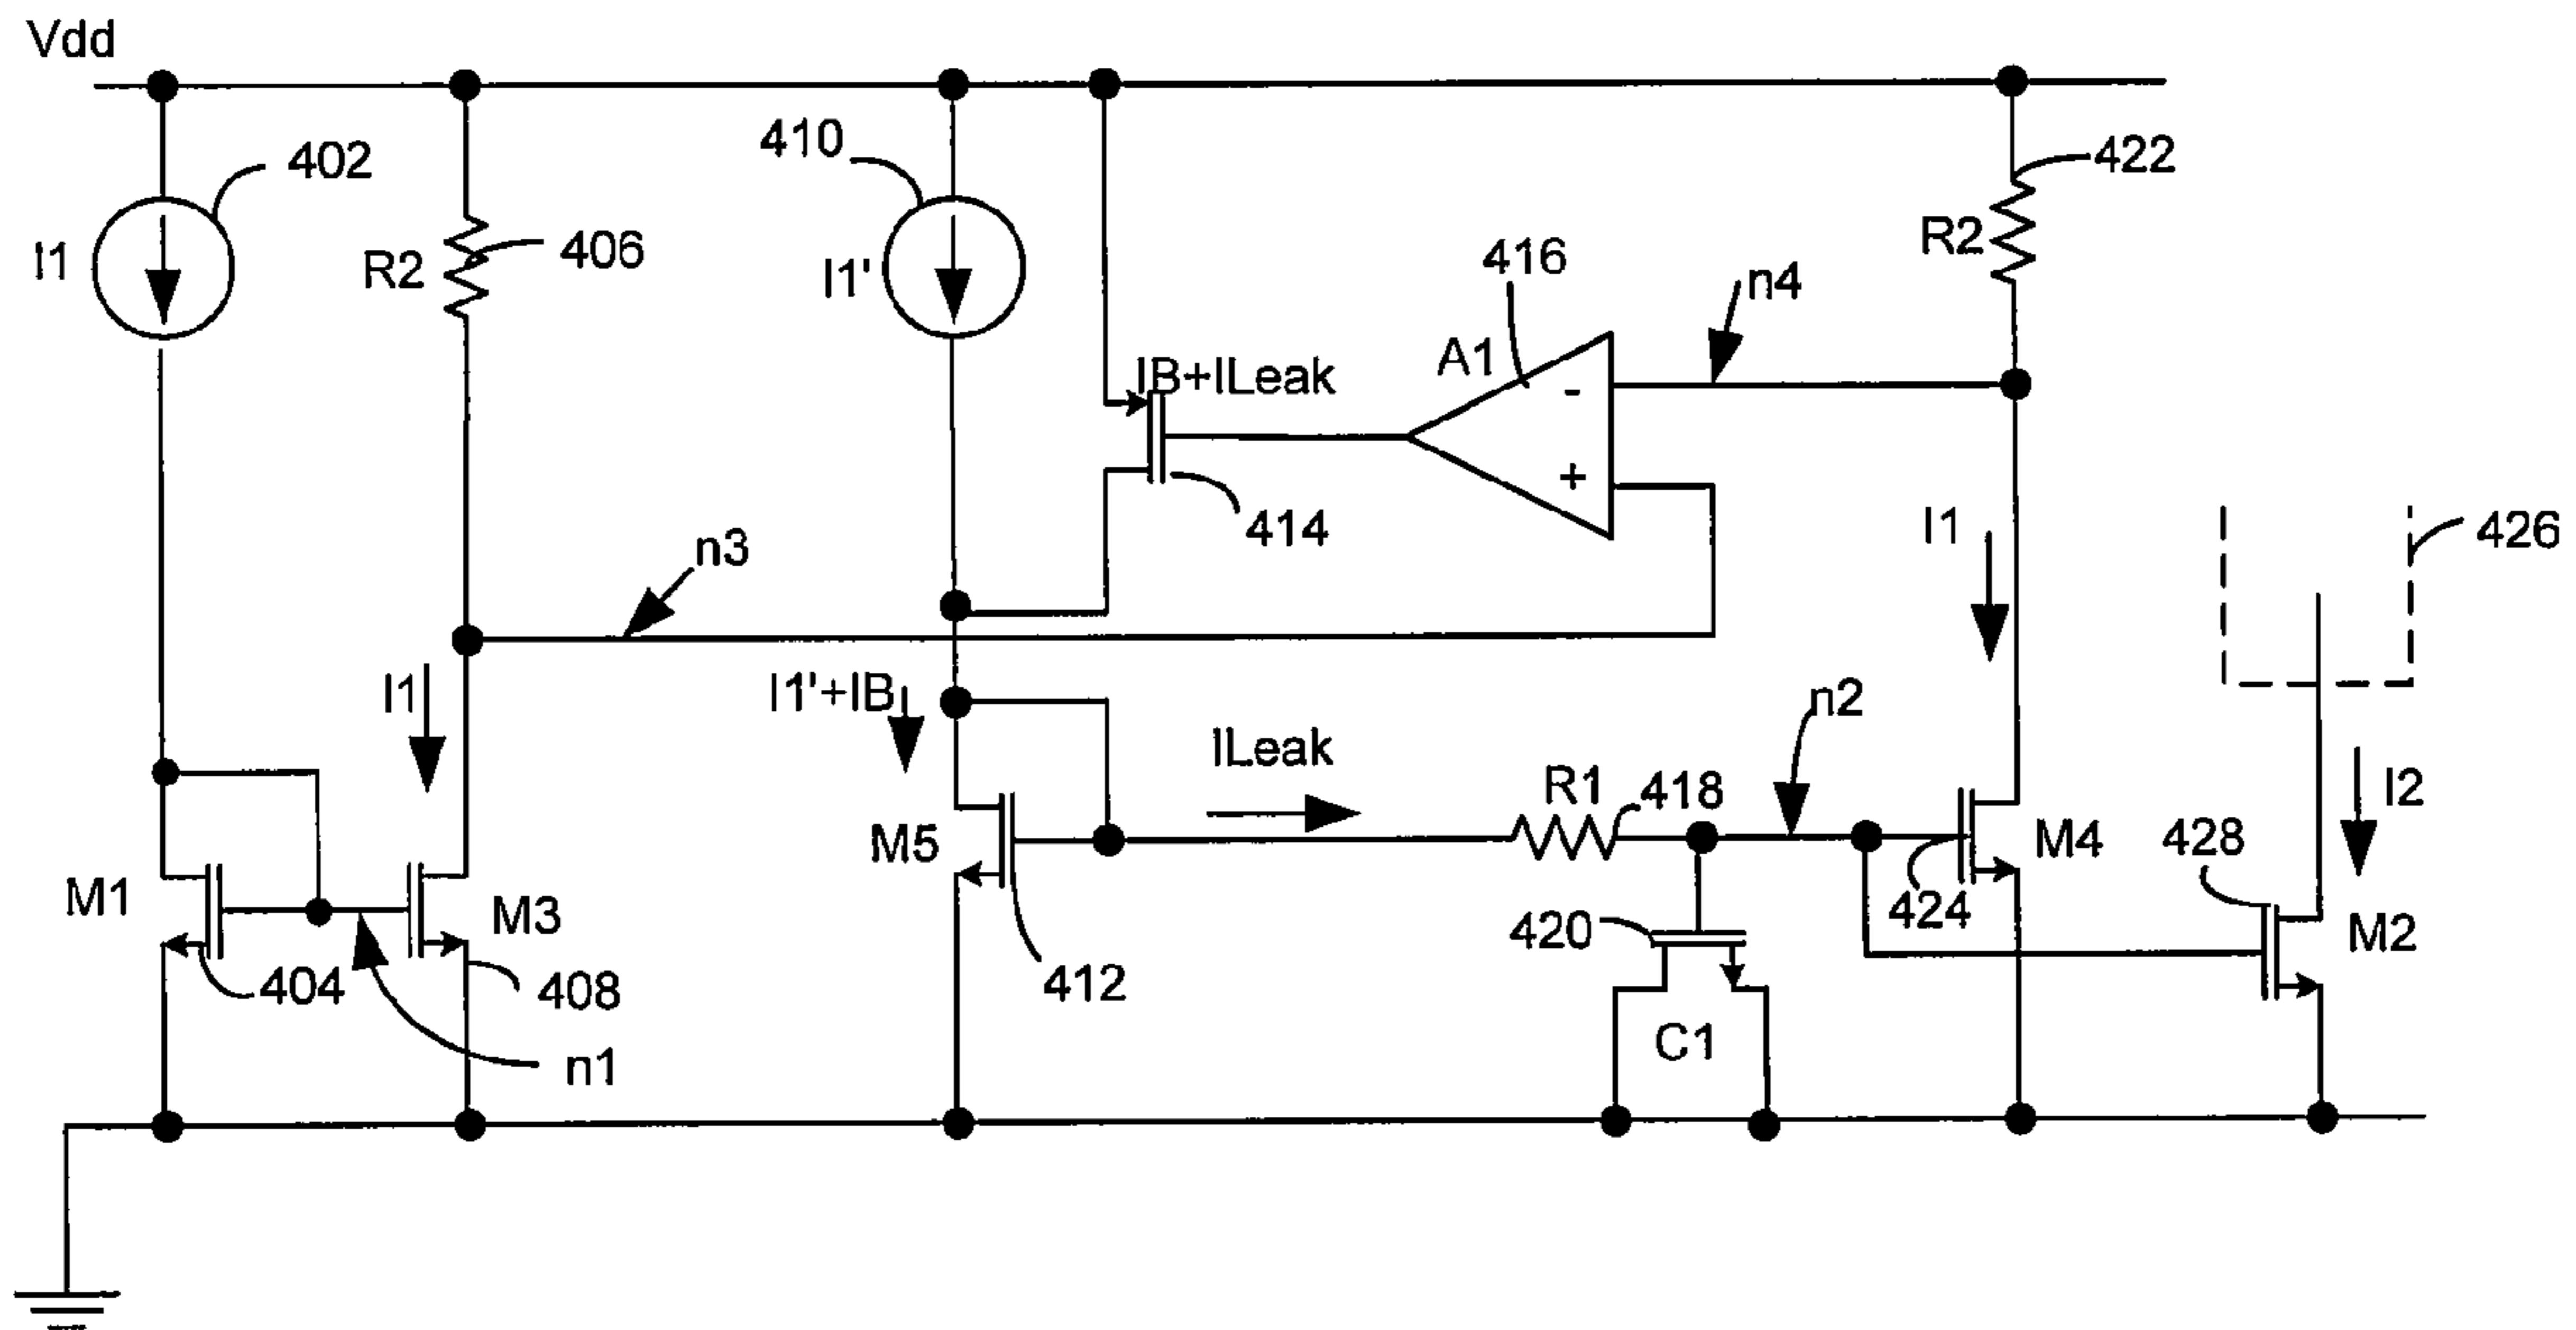 Vdd
402
410
422
I1
R2
406
I1'
416
n4
R2
A1
-
IB+ILeak
+
414
I1
426
n3
I1
I1'+IB
n2
ILeak
R1
418
I2
M5
M4
428
M1
M3
424
M2
420
404
408
412
C1
n1